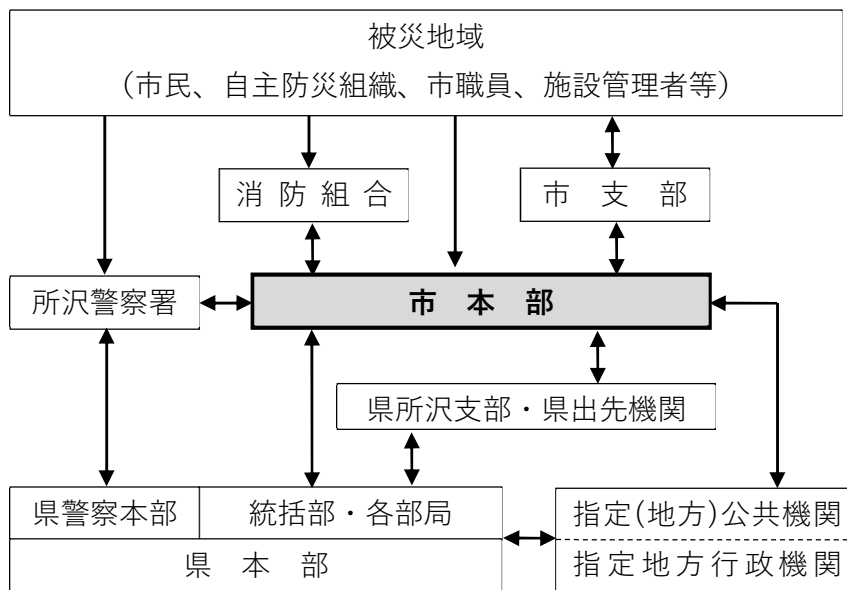 被災地域
(市民、自主防災組織、市職員、施設管理者等)
消防組合
市支部
所沢警察署
市本部
県所沢支部・県出先機関
県警察本部
統括部・各部局
指定(地方)公共機関
県本部
指定地方行政機関